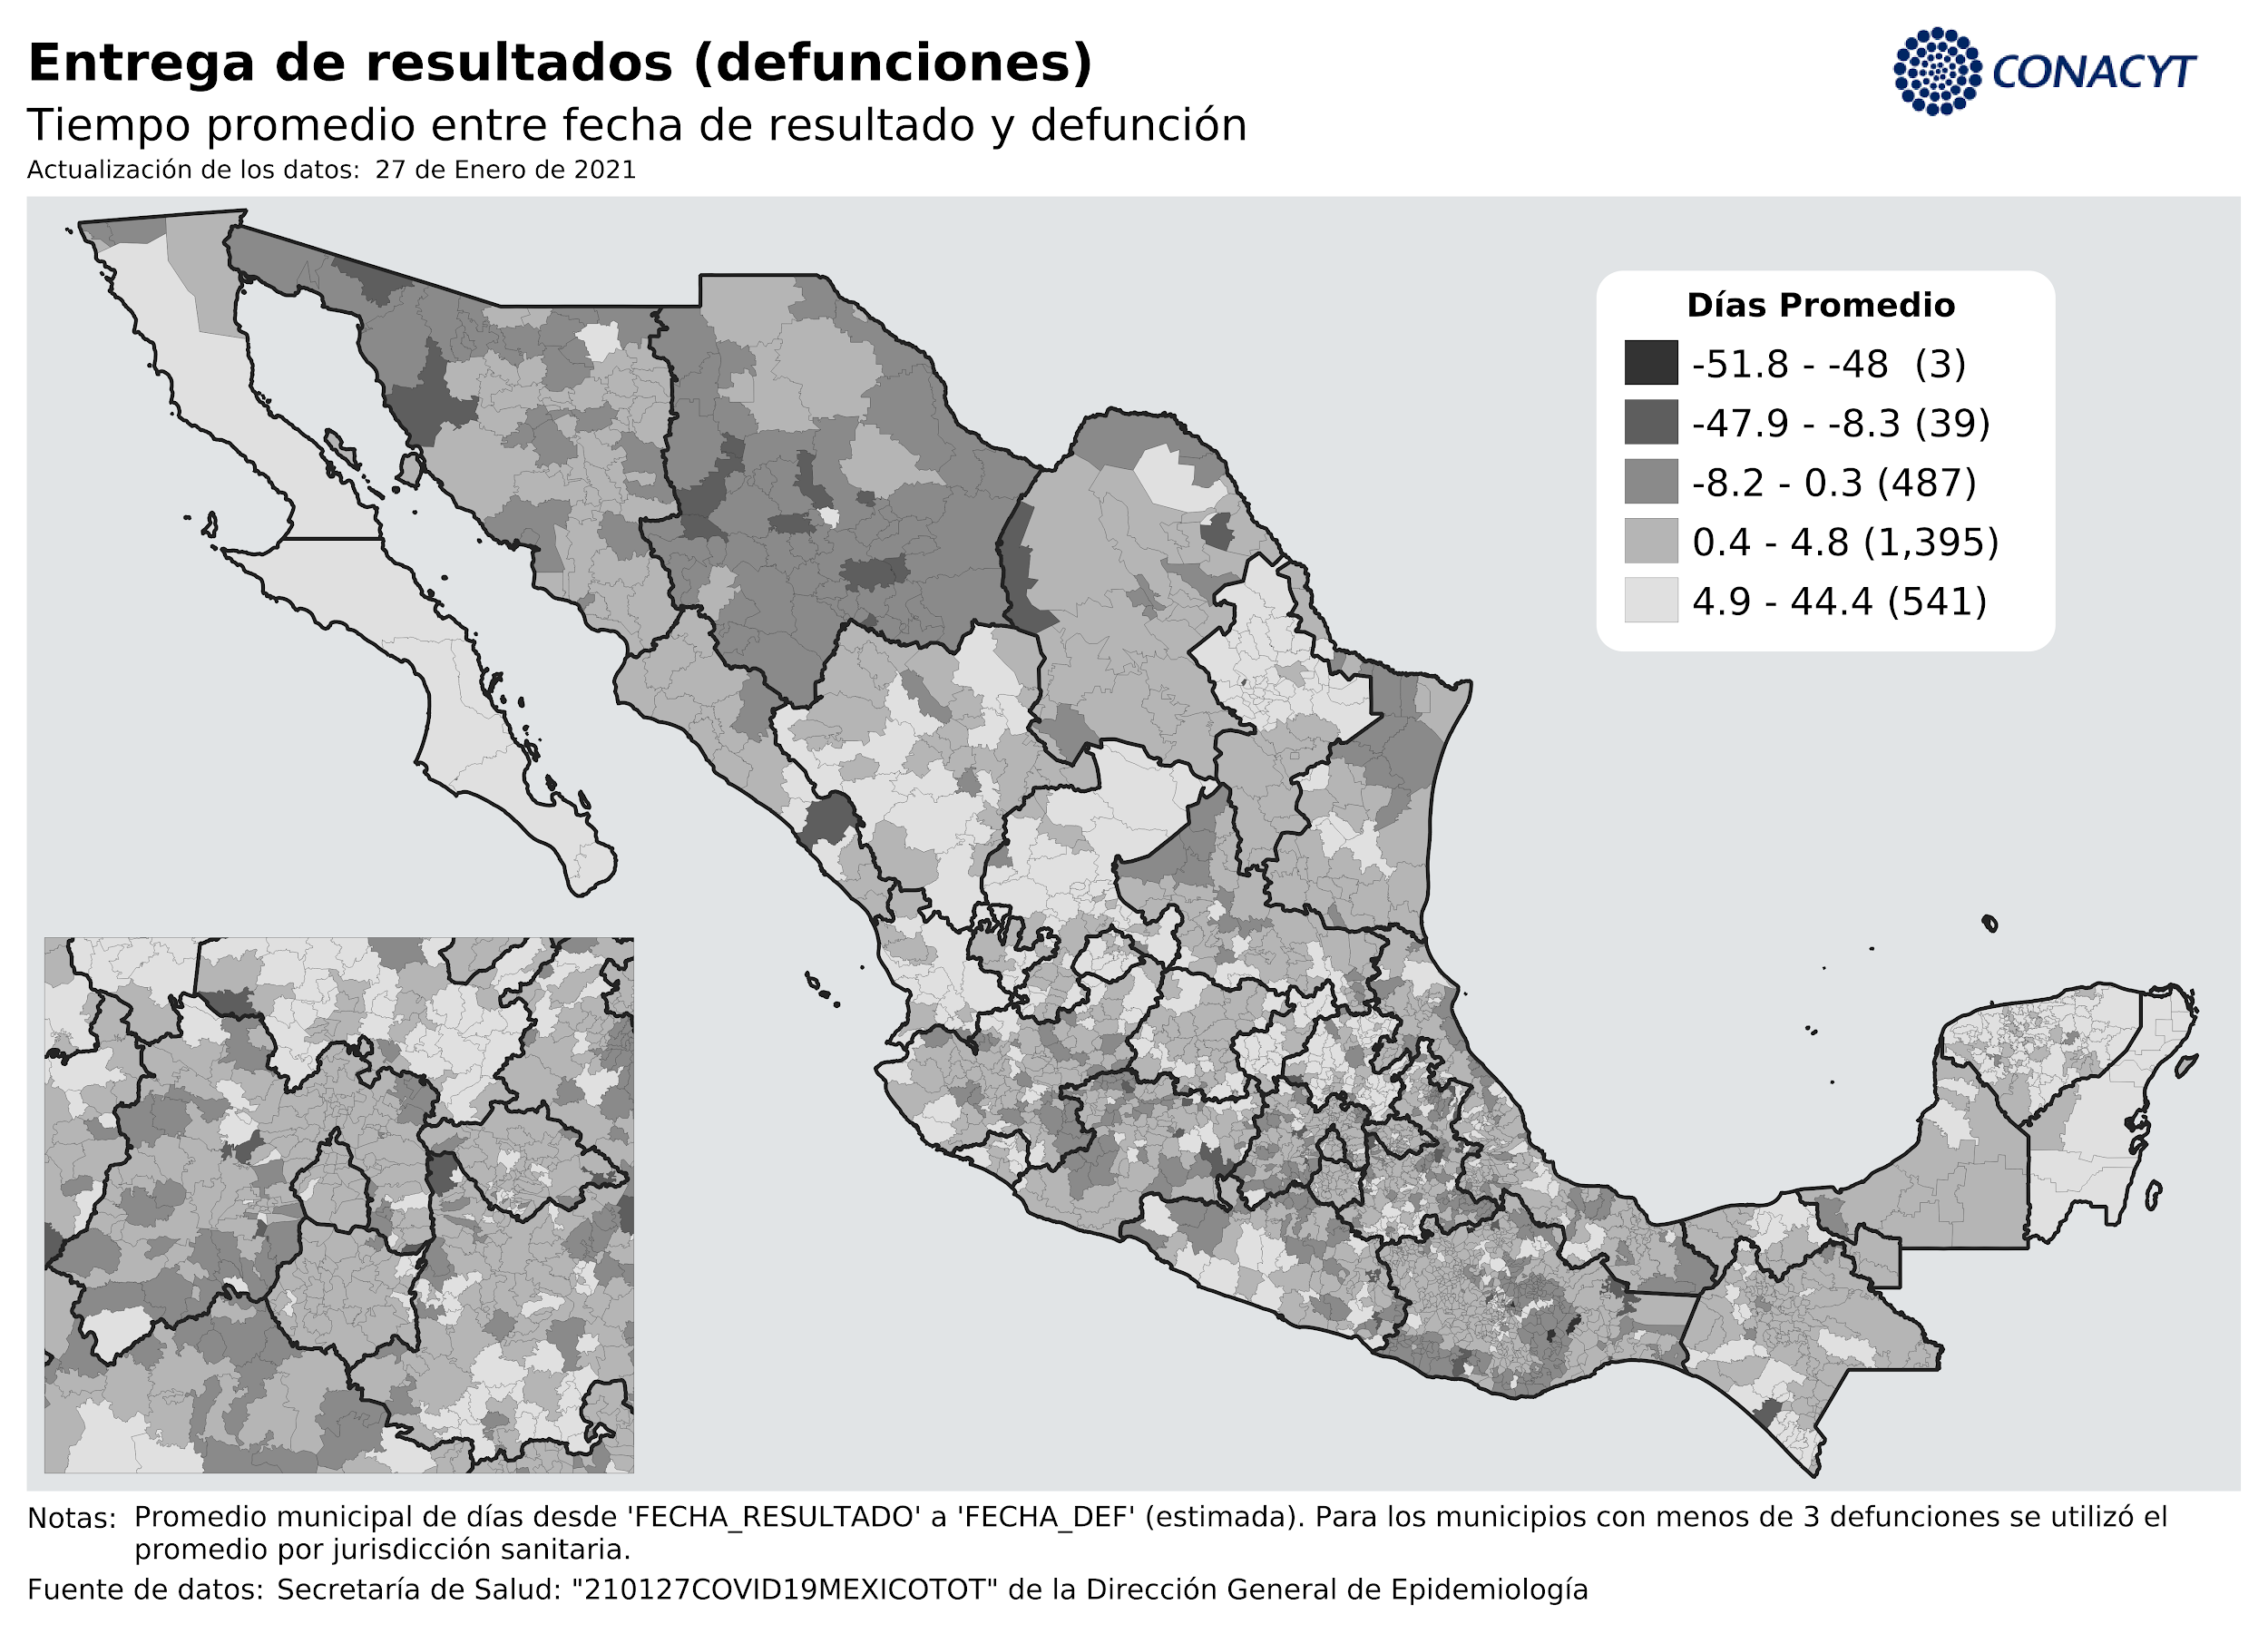 Entrega de resultados (defunciones)
CONACYT
Tiempo promedio entre fecha de resultado y defunción
Actualización de los datos: 27 de Enero de 2021
Días Promedio
-51.8 - -48 (3)
-47.9 - -8.3 (39)
-8.2 - 0.3 (487)
0.4 - 4.8 (1,395)
4.9 - 44.4 (541)
Notas: Promedio municipal de días desde 'FECHA_RESULTADO' a 'FECHA_DEF' (estimada). Para los municipios con menos de 3 defunciones se utilizó el
promedio por jurisdicción sanitaria.
Fuente de datos: Secretaría de Salud: "210127COVID19MEXICOTOT" de la Dirección General de Epidemiología